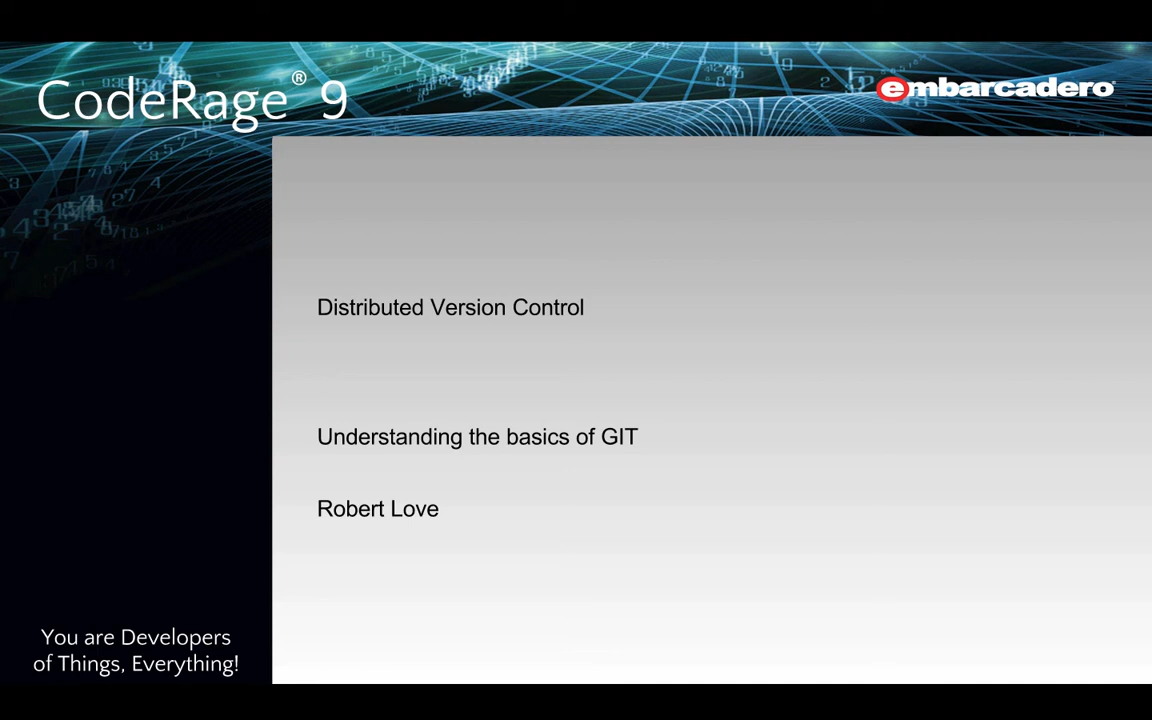 CodeRage® 9
embarcadero
Distributed Version Control
Understanding the basics of GIT
Robert Love
You are Developers
of Things, Everything!